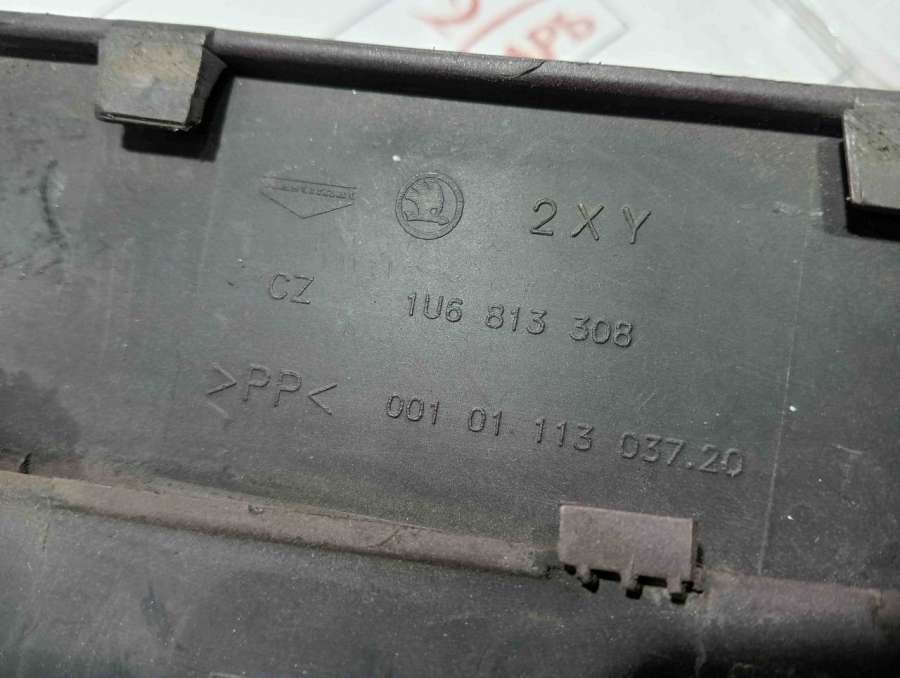 2XY
CZ 1U6 813 308
>PP< 001 01 113 037.20